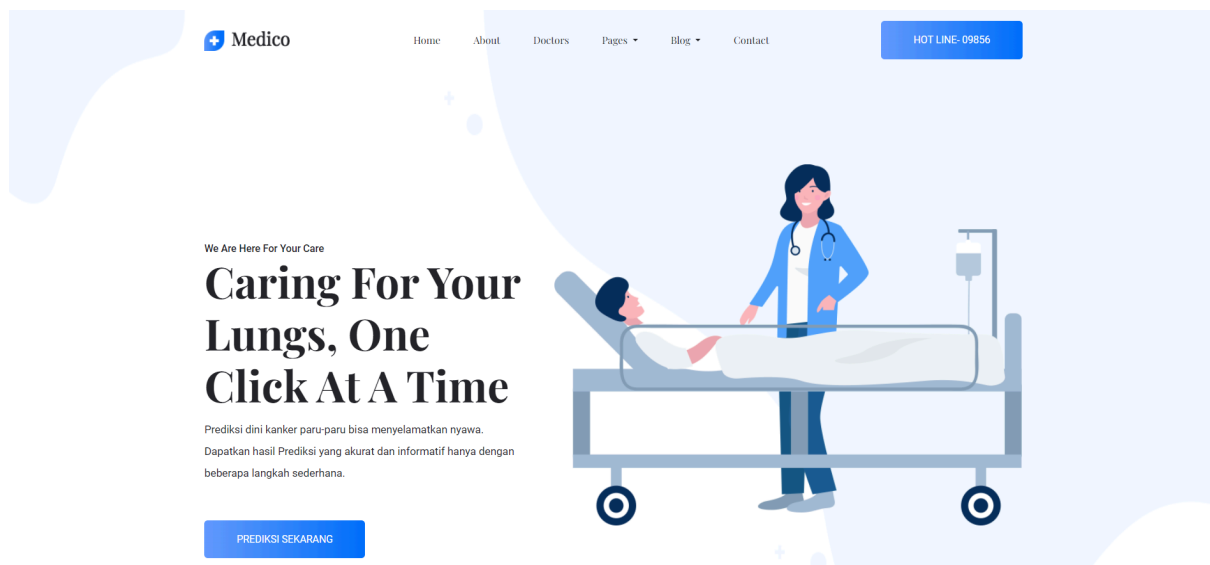 Medico
Home About Doctors Pages Blog Contact
HOT LINE- 09856
We Are Here For Your Care
Caring For Your
Lungs, One
Click At A Time
Prediksi dini kanker paru-paru bisa menyelamatkan nyawa.
Dapatkan hasil Prediksi yang akurat dan informatif hanya dengan
beberapa langkah sederhana.
PREDIKSI SEKARANG